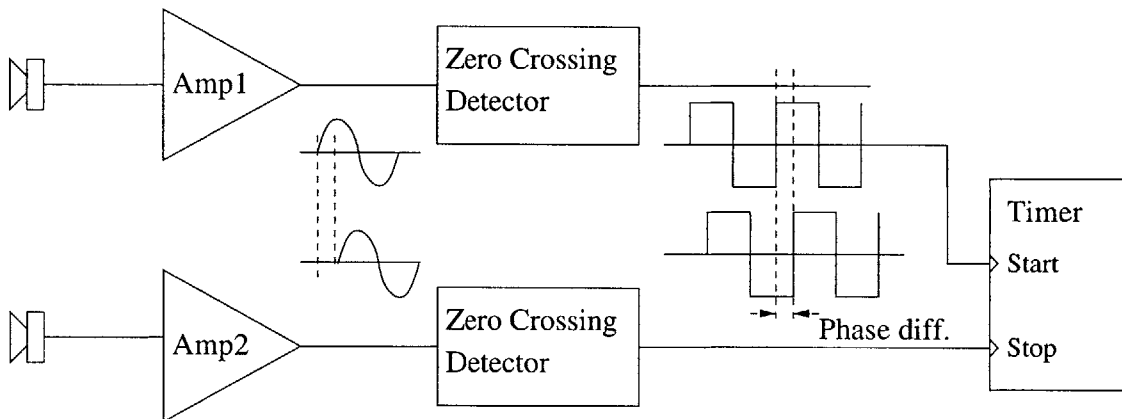 Amp1
Zero Crossing
Detector
Timer
Start
Stop
Phase diff.
Amp2
Zero Crossing
Detector